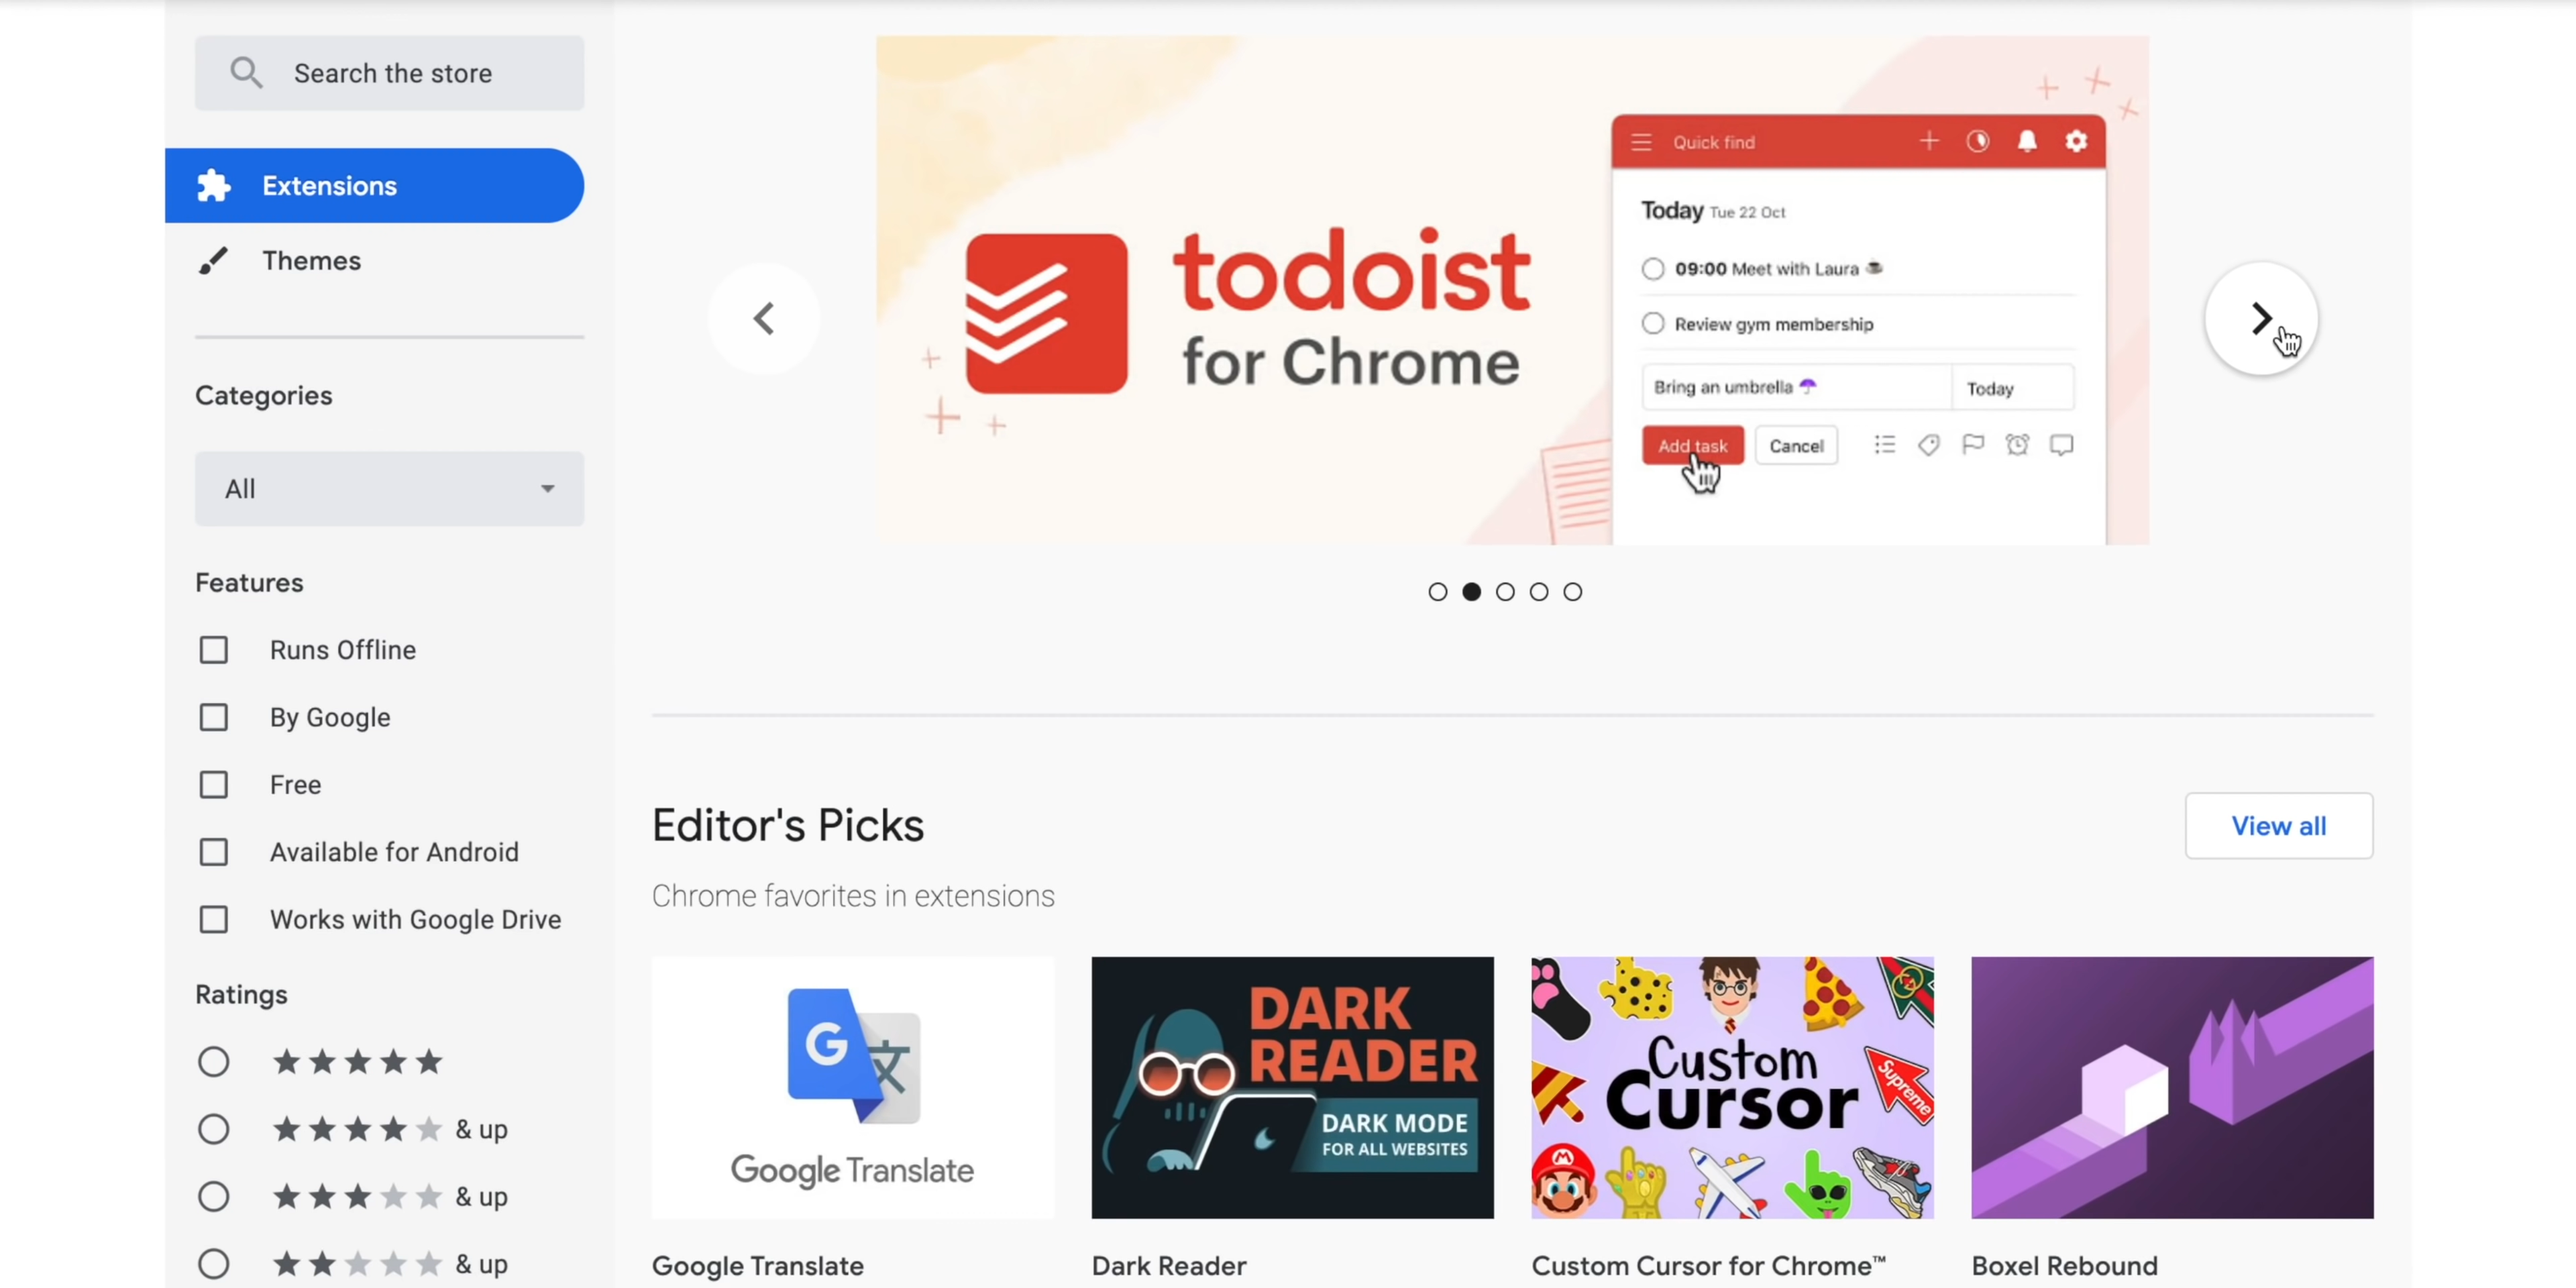 Search the store
Extensions
Themes
Categories
All
Features
Runs Offline
By Google
Free
Available for Android
Works with Google Drive
Ratings
& up
& up
& up
todoist
for Chrome
Quick find
Today Tue 22 Oct
09:00 Meet with Laura
Review gym membership
Bring an umbrella
Today
Add task
Cancel
Editor's Picks
View all
Chrome favorites in extensions
G
文
Google Translate
DARK
READER
DARK MODE
FOR ALL WEBSITES
Custom
Cursor
Supreme
M
Google Translate
Dark Reader
Custom Cursor for Chrome™
Boxel Rebound